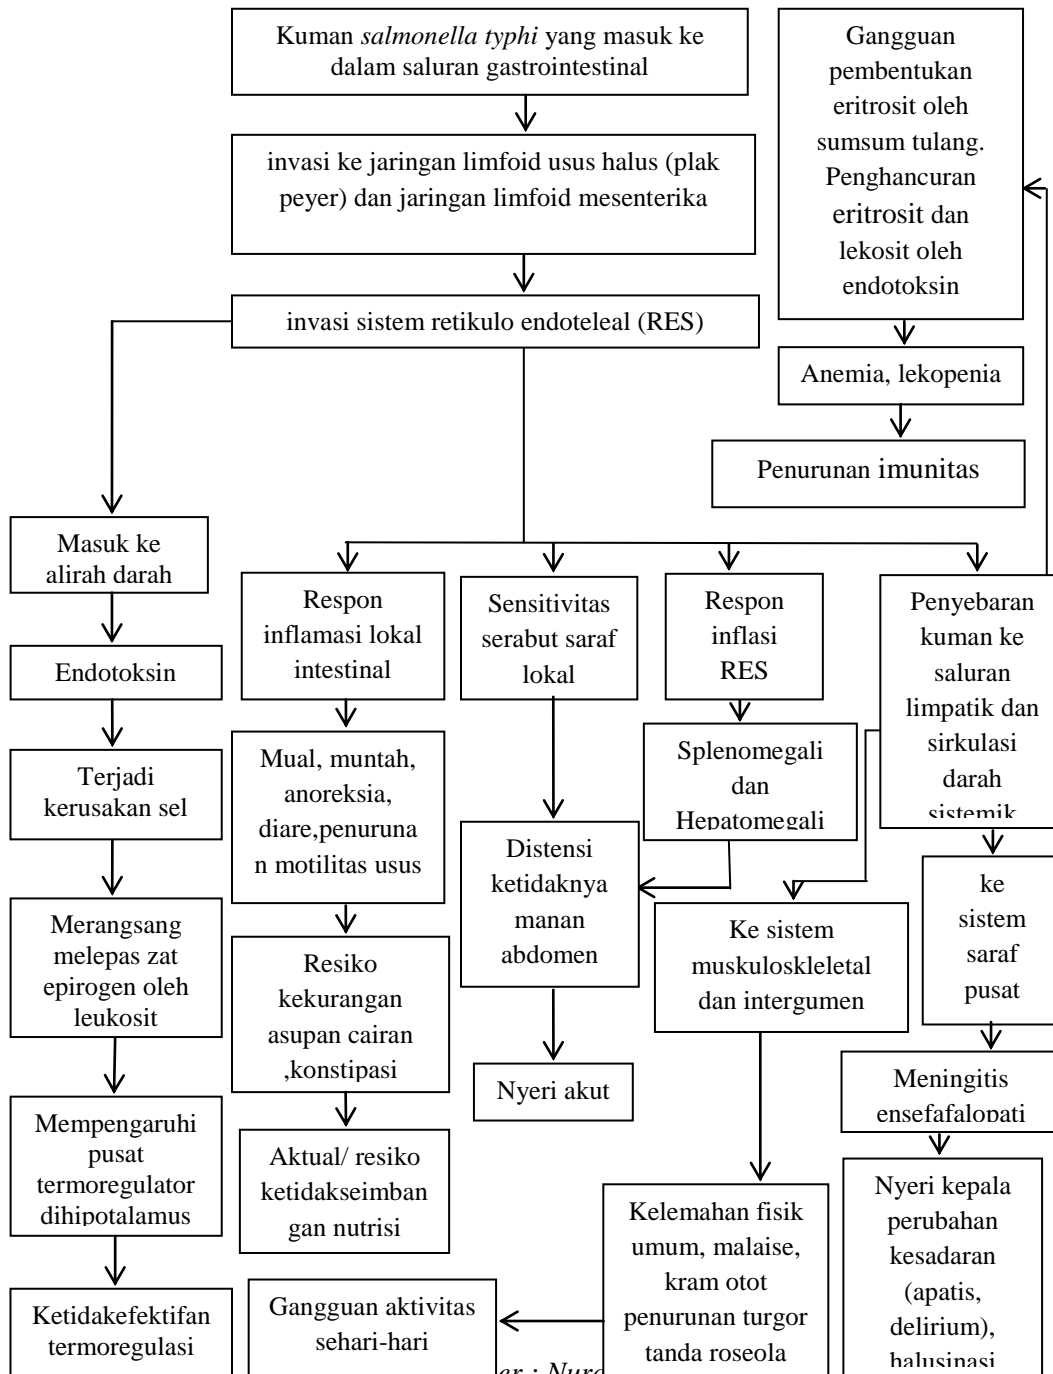 Kuman salmonella typhi yang masuk ke
dalam saluran gastrointestinal
invasi ke jaringan limfoid usus halus (plak
peyer) dan jaringan limfoid mesenterika
invasi sistem retikulo endoteleal (RES)
Gangguan
pembentukan
eritrosit oleh
sumsum tulang.
Penghancuran
eritrosit dan
lekosit oleh
endotoksin
Anemia, lekopenia
Penurunan imunitas
Masuk ke
alirah darah
Endotoksin
Terjadi
kerusakan sel
Merangsang
melepas zat
epirogen oleh
leukosit
Mempengaruhi
pusat
termoregulator
dihipotalamus
Ketidakefektifan
termoregulasi
Respon
inflamasi lokal
intestinal
Mual, muntah,
anoreksia,
diare,penuruna
n motilitas usus
Resiko
kekurangan
asupan cairan
,konstipasi
Aktual/ resiko
ketidakseimban
gan nutrisi
Sensitivitas
serabut saraf
lokal
Distensi
ketidaknya
manan
abdomen
Nyeri akut
Respon
inflasi
RES
Splenomegali
dan
Hepatomegali
Penyebaran
kuman ke
saluran
limpatik dan
sirkulasi
darah
sistemik
Ke sistem
muskuloskleletal
dan intergumen
Kelemahan fisik
umum, malaise,
kram otot
penurunan turgor
tanda roseola
Gangguan aktivitas
sehari-hari
ke
sistem
saraf
pusat
Meningitis
ensefafalopati
Nyeri kepala
perubahan
kesadaran
(apatis,
delirium),
halusinasi